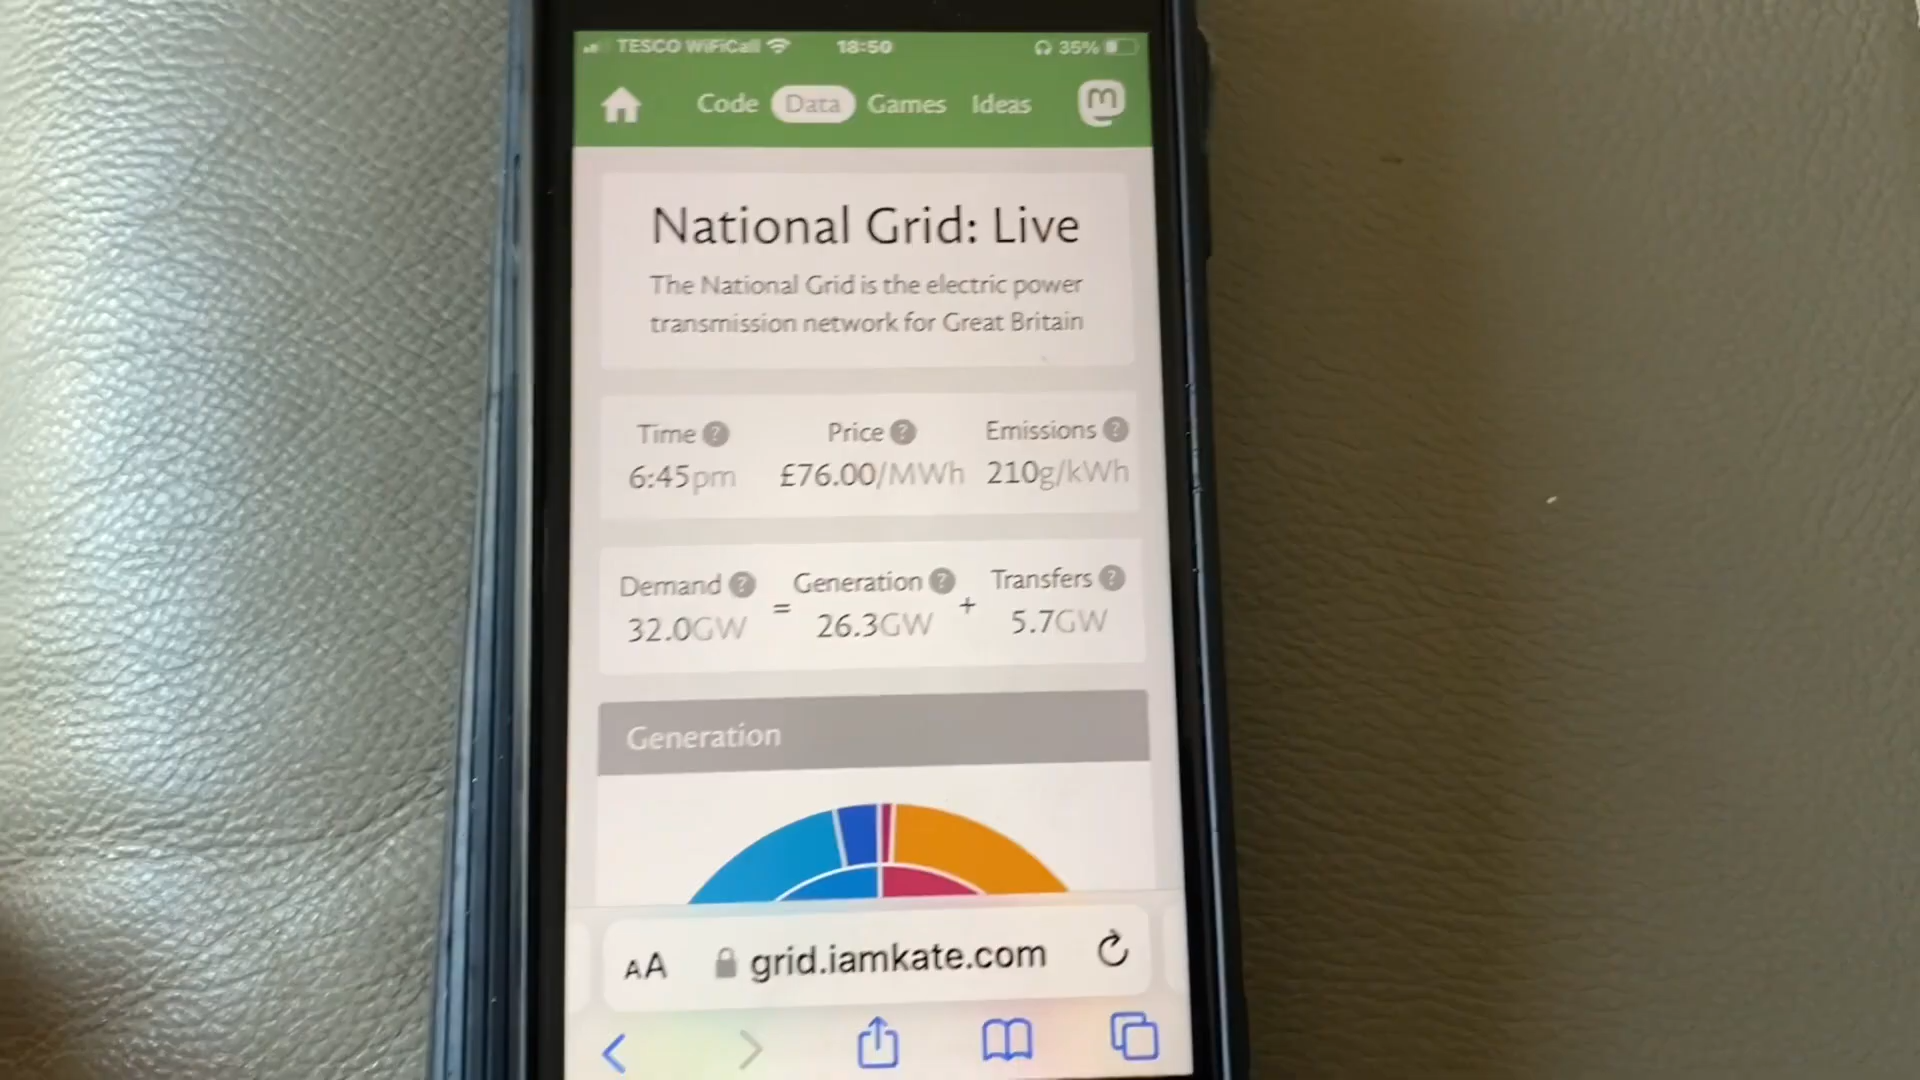 TESCO WiFiCall 18:50 35%
Code Data Games Ideas
National Grid: Live
The National Grid is the electric power
transmission network for Great Britain
Time ? Price ? Emissions ?
6:45pm £76.00/MWh 210g/kWh
Demand ? = Generation ? + Transfers ?
32.0GW 26.3GW 5.7GW
Generation
AA grid.iamkate.com